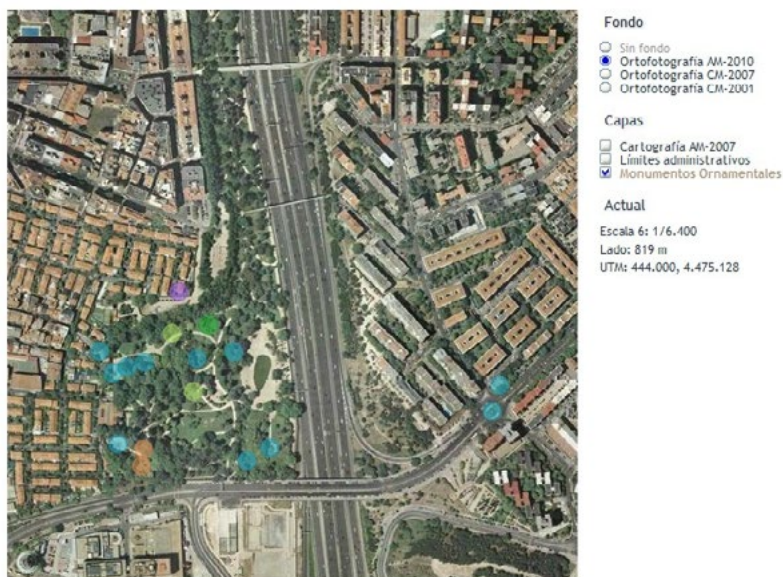 Fondo
Sin fondo
Ortofotografía AM-2010
Ortofotografía CM-2007
Ortofotografía CM-2001
Capas
Cartografía AM-2007
Límites administrativos
Monumentos Ornamentales
Actual
Escala 6: 1/6.400
Lado: 819 m
UTM: 444.000, 4.475.128